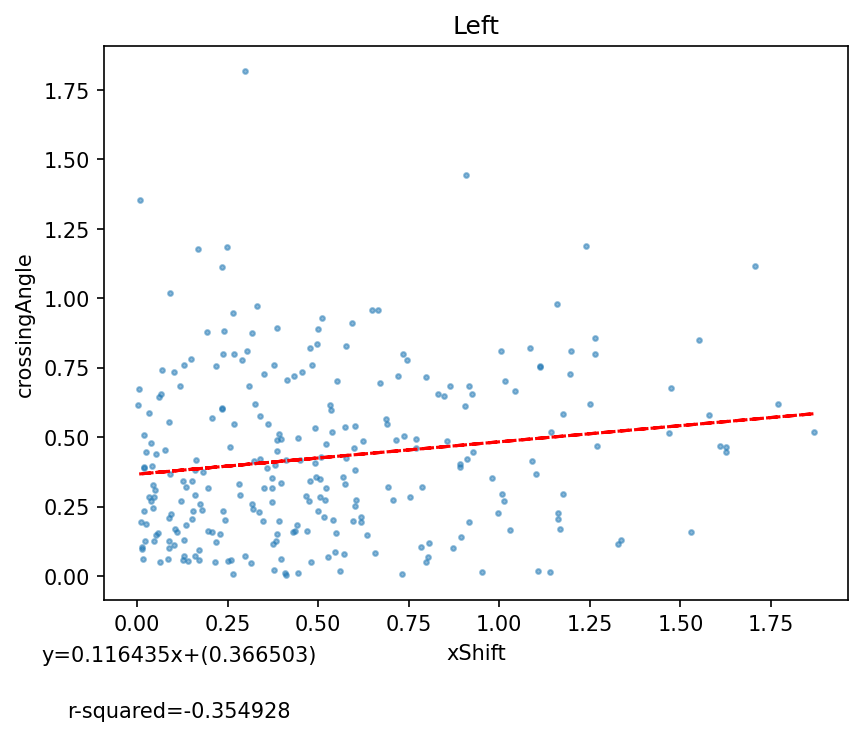 Left
crossingAngle
1.75
1.50
1.25
1.00
0.75
0.50
0.25
0.00
0.00 0.25 0.50 0.75 1.00 1.25 1.50 1.75
xShift
y=0.116435x+(0.366503)
r-squared=-0.354928